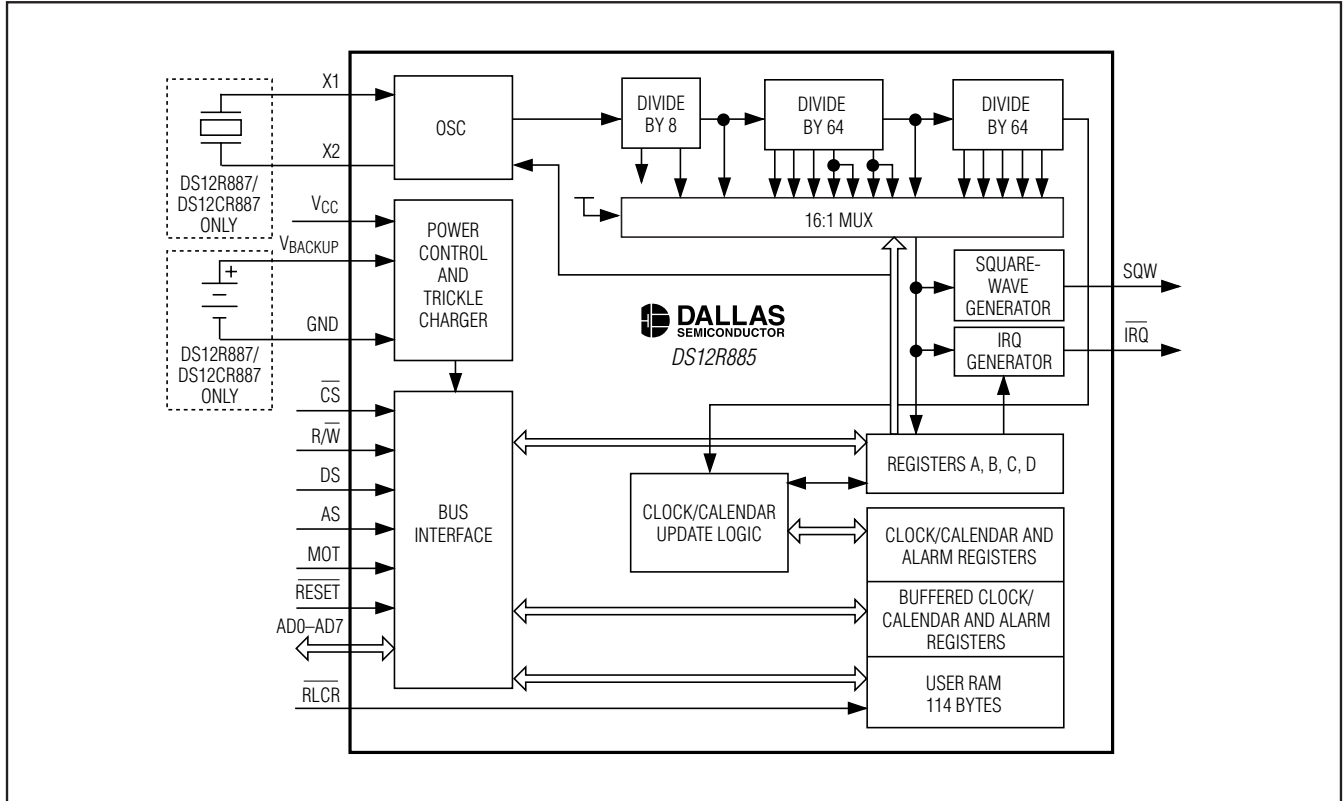 X1
X2
DS12R887/
DS12CR887
ONLY
VCC
VBACKUP
+
GND
DS12R887/
DS12CR887
ONLY
CS
R/W
DS
AS
MOT
RESET
AD0–AD7
RLCR
OSC
POWER
CONTROL
AND
TRICKLE
CHARGER
BUS
INTERFACE
DIVIDE
BY 8
DIVIDE
BY 64
DIVIDE
BY 64
16:1 MUX
SQUARE-
WAVE
GENERATOR
SQW
IRQ
GENERATOR
IRQ
DALLAS
SEMICONDUCTOR
DS12R885
REGISTERS A, B, C, D
CLOCK/CALENDAR
UPDATE LOGIC
CLOCK/CALENDAR AND
ALARM REGISTERS
BUFFERED CLOCK/
CALENDAR AND ALARM
REGISTERS
USER RAM
114 BYTES